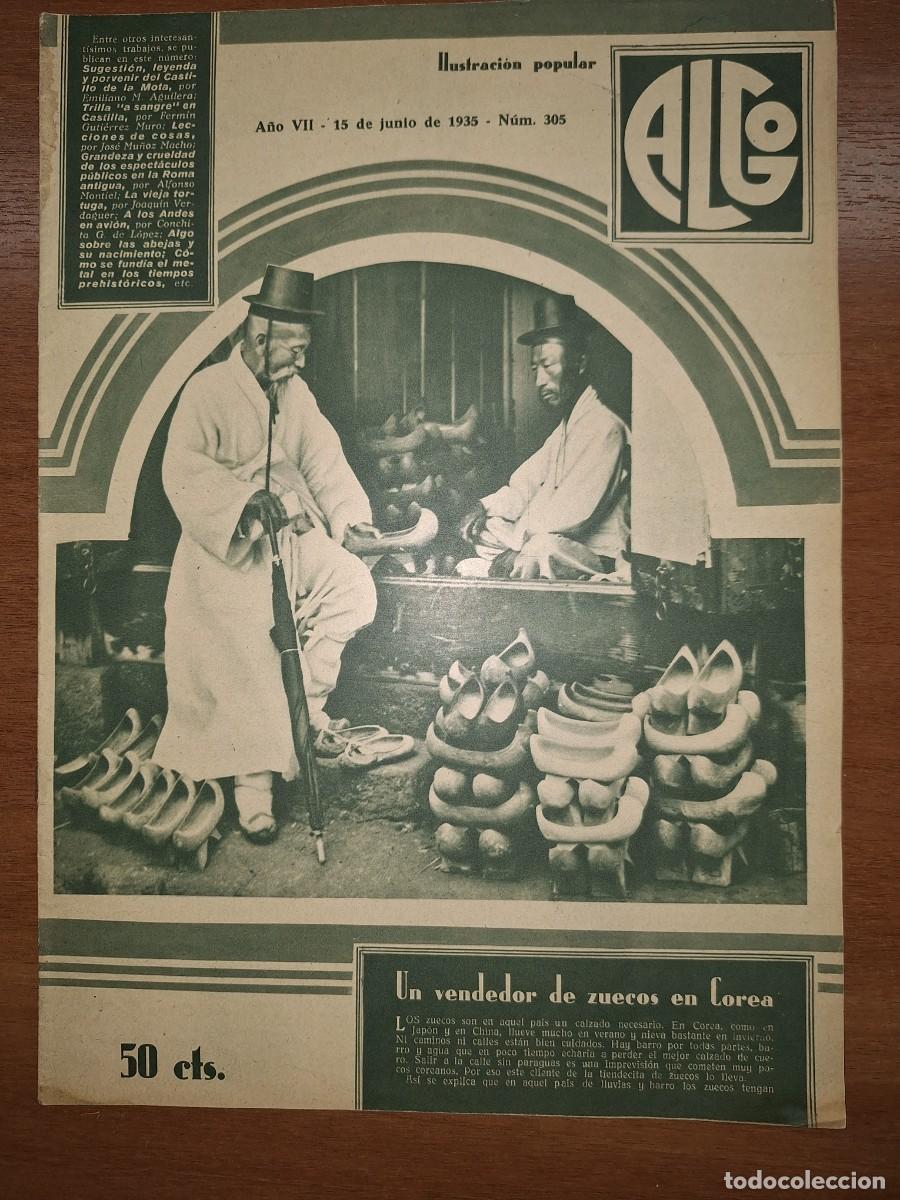 Entre otros interesan-
tísimos trabajos, se pu-
blican en este número:
Sugestión, leyenda
y porvenir del Casti-
llo de la Mota, por
Emiliano M. Aguilera;
Trilla "a sangre" en
Castilla, por Fermín
Gutiérrez Muro; Lec-
ciones de cosas,
por José Muñoz Macho;
Grandeza y crueldad
de los espectáculos
públicos en la Roma
antigua, por Alfonso
Montiel; La vieja tor-
tuga, por Joaquín Ver-
daguer; A los Andes
en avión, por Conchi-
ta G. de López; Algo
sobre las abejas y
su nacimiento; Có-
mo se fundía el me-
tal en los tiempos
prehistóricos, etc.
Ilustración popular
ALGO
Año VII - 15 de junio de 1935 - Núm. 305
Un vendedor de zuecos en Corea
LOS zuecos son en aquel país un calzado necesario. En Corea, como en
Japón y en China, llueve mucho en verano y nieva bastante en invierno.
Ni caminos ni calles están bien cuidados. Hay barro por todas partes, ba-
rro y agua que en poco tiempo echaría a perder el mejor calzado de cue-
ro. Salir a la calle sin paraguas es una imprevisión que cometen muy po-
cos coreanos. Por eso este cliente de la tiendecita de zuecos lo lleva.
Así se explica que en aquel país de lluvias y barro los zuecos tengan
50 cts.
todocoleccion